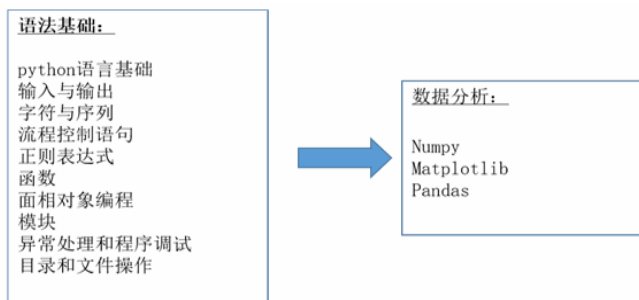 语法基础：
python语言基础
输入与输出
字符与序列
流程控制语句
正则表达式
函数
面相对象编程
模块
异常处理和程序调试
目录和文件操作
数据分析：
Numpy
Matplotlib
Pandas